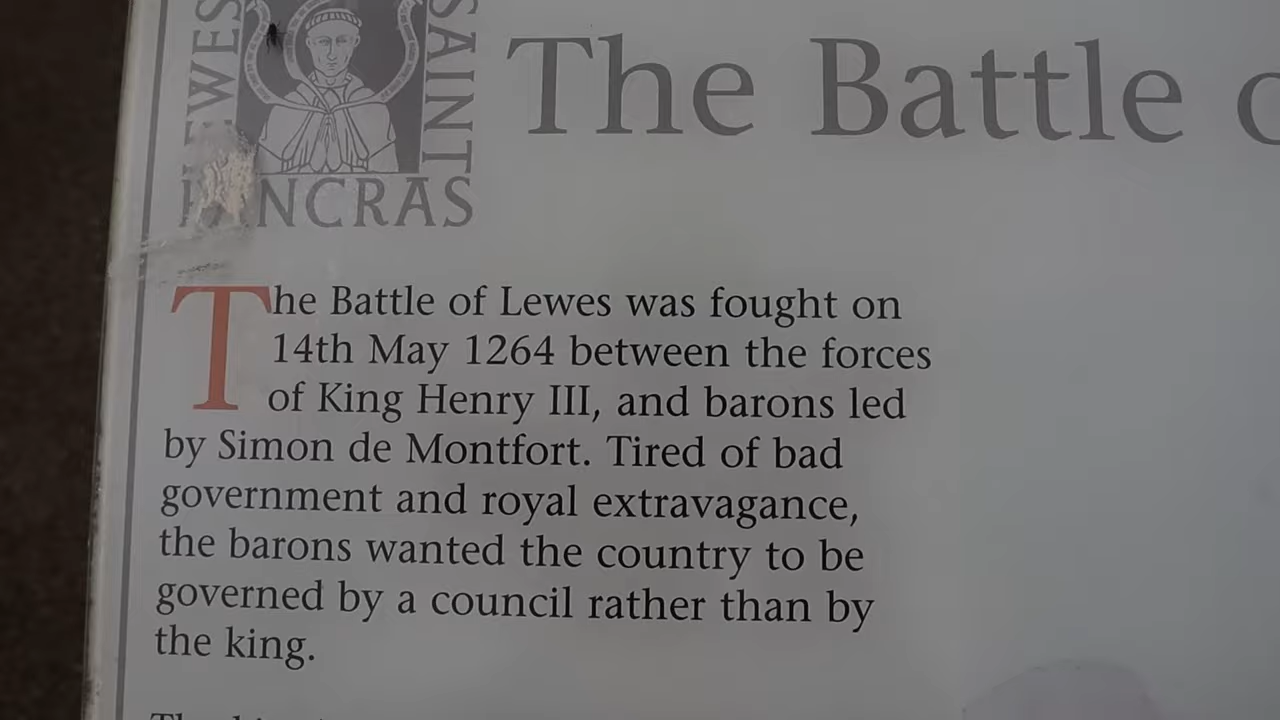 LEWES
SAINT
NCRAS
The Battle
The Battle of Lewes was fought on
14th May 1264 between the forces
of King Henry III, and barons led
by Simon de Montfort. Tired of bad
government and royal extravagance,
the barons wanted the country to be
governed by a council rather than by
the king.